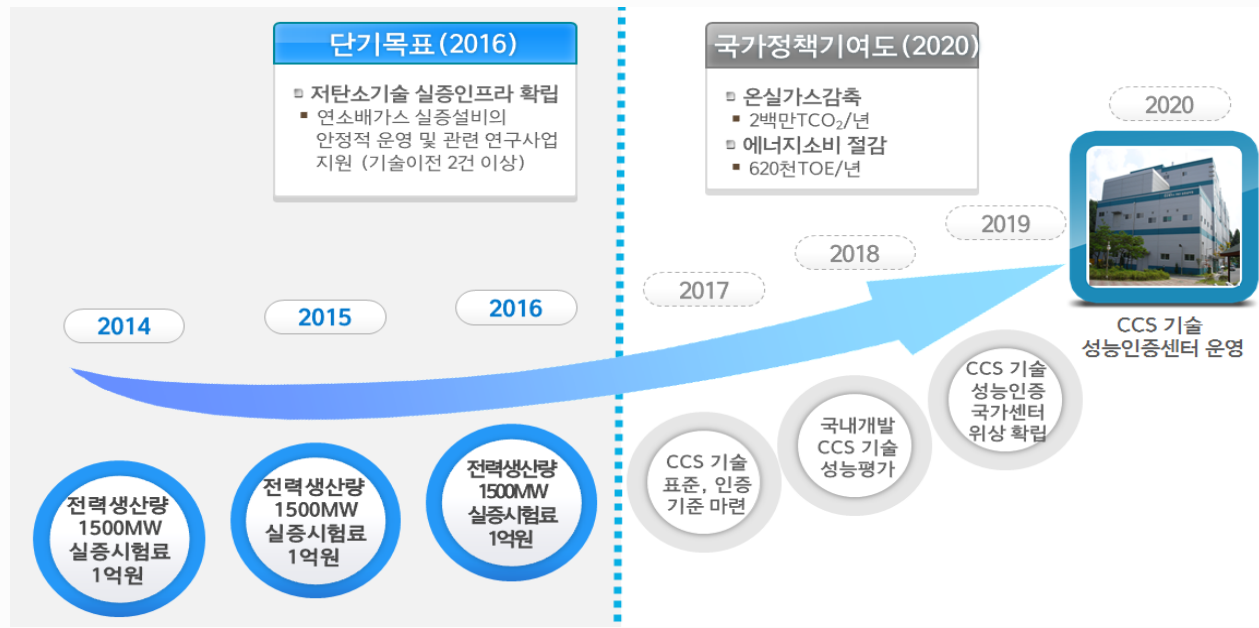 단기목표(2016)
저탄소기술 실증인프라 확립
연소배가스 실증설비의
안정적 운영 및 관련 연구사업
지원 (기술이전 2건 이상)
국가정책기여도(2020)
온실가스감축
2백만TCO₂/년
에너지소비 절감
620천TOE/년
2014
2015
2016
2017
2018
2019
2020
전력생산량
1500MW
실증시험료
1억원
전력생산량
1500MW
실증시험료
1억원
전력생산량
1500MW
실증시험료
1억원
CCS 기술
표준, 인증
기준 마련
국내개발
CCS 기술
성능평가
CCS 기술
성능인증
국가센터
위상 확립
CCS 기술
성능인증센터 운영